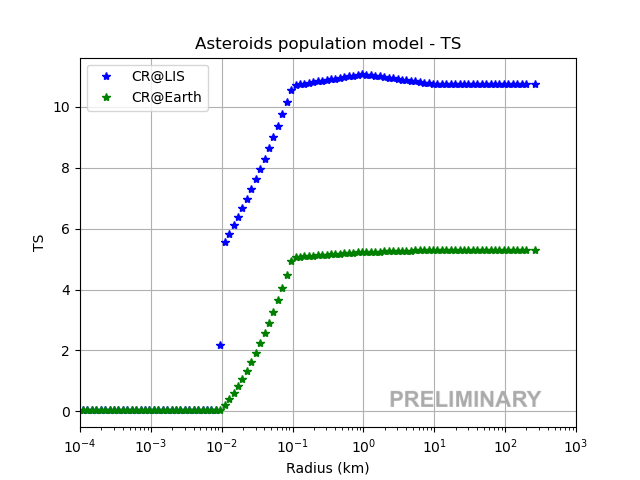 Asteroids population model - TS
CR@LIS
CR@Earth
TS
10
8
6
4
2
0
PRELIMINARY
10⁻⁴ 10⁻³ 10⁻² 10⁻¹ 10⁰ 10¹ 10² 10³
Radius (km)